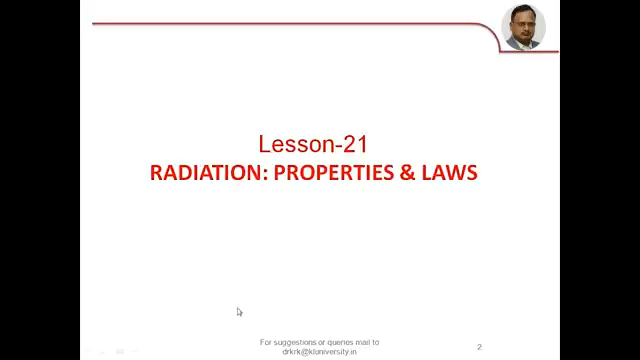 Lesson-21
RADIATION: PROPERTIES & LAWS
For suggestions or queries mail to
drkrk@kluniversity.in
2